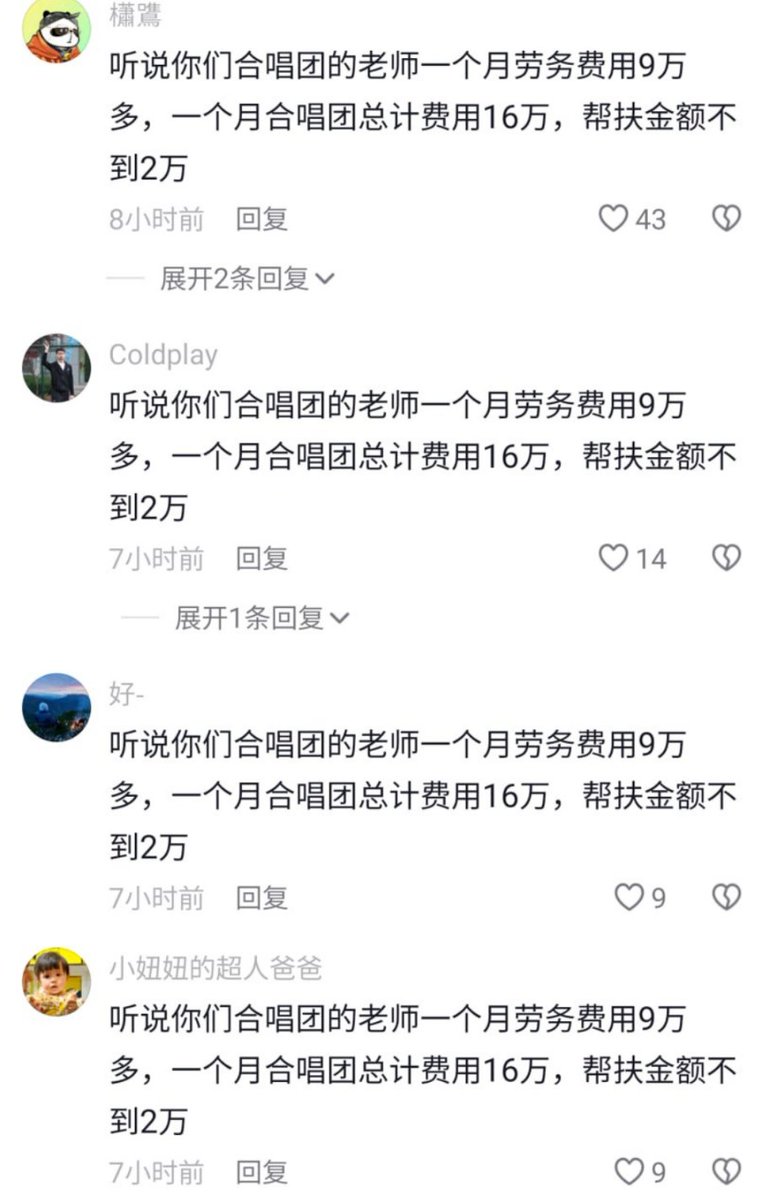 橚鷕
听说你们合唱团的老师一个月劳务费用9万
多，一个月合唱团总计费用16万，帮扶金额不
到2万
8小时前 回复 43
展开2条回复
Coldplay
听说你们合唱团的老师一个月劳务费用9万
多，一个月合唱团总计费用16万，帮扶金额不
到2万
7小时前 回复 14
展开1条回复
好-
听说你们合唱团的老师一个月劳务费用9万
多，一个月合唱团总计费用16万，帮扶金额不
到2万
7小时前 回复 9
小妞妞的超人爸爸
听说你们合唱团的老师一个月劳务费用9万
多，一个月合唱团总计费用16万，帮扶金额不
到2万
7小时前 回复 9